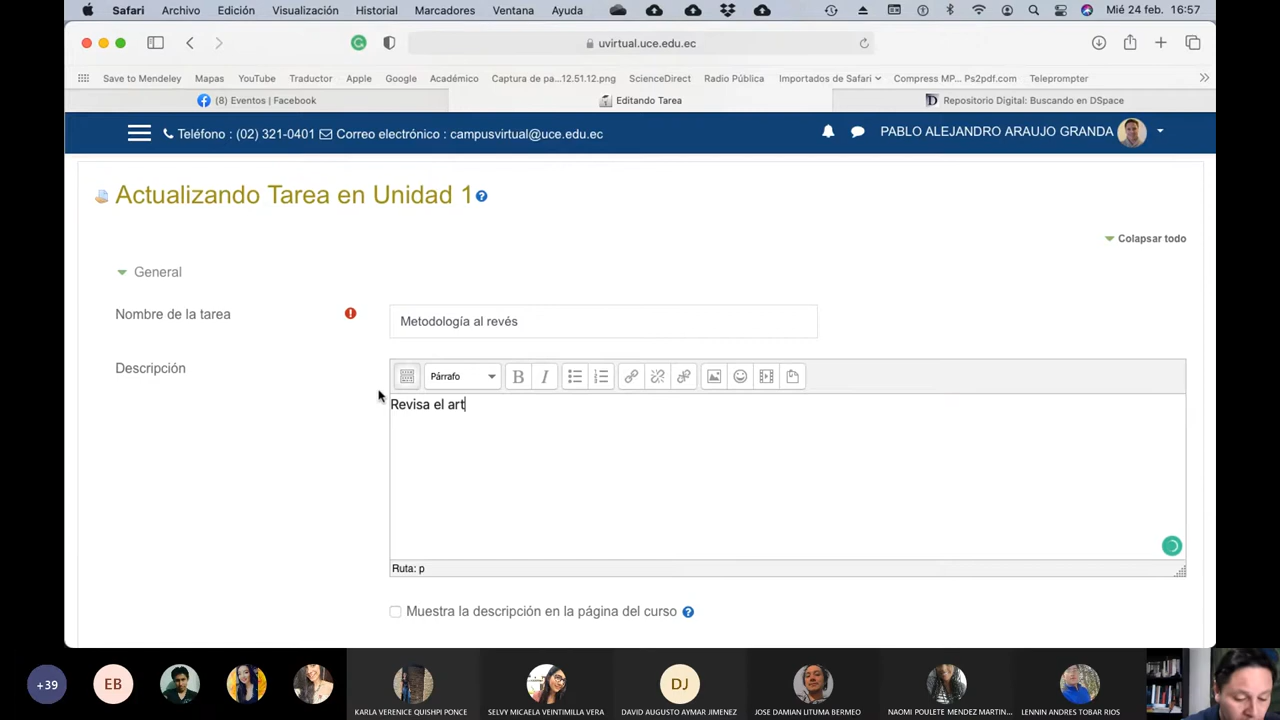 Safari Archivo Edición Visualización Historial Marcadores Ventana Ayuda Mié 24 feb. 16:57
uvirtual.uce.edu.ec
Save to Mendeley Mapas YouTube Traductor Apple Google Académico Captura de pa...12.51.12.png ScienceDirect Radio Pública Importados de Safari Compress MP... Ps2pdf.com Teleprompter
(8) Eventos | Facebook Editando Tarea Repositorio Digital: Buscando en DSpace
Teléfono : (02) 321-0401 Correo electrónico : campusvirtual@uce.edu.ec PABLO ALEJANDRO ARAUJO GRANDA
Actualizando Tarea en Unidad 1
Colapsar todo
General
Nombre de la tarea Metodología al revés
Descripción Párrafo B I
Revisa el art
Ruta: p
Muestra la descripción en la página del curso
+39 EB DJ
KARLA VERENICE QUISHPI PONCE SELVY MICAELA VEINTIMILLA VERA DAVID AUGUSTO AYMAR JIMENEZ JOSE DAMIAN LITUMA BERMEO NAOMI POULETE MENDEZ MARTIN... LENNIN ANDRES TOBAR RIOS